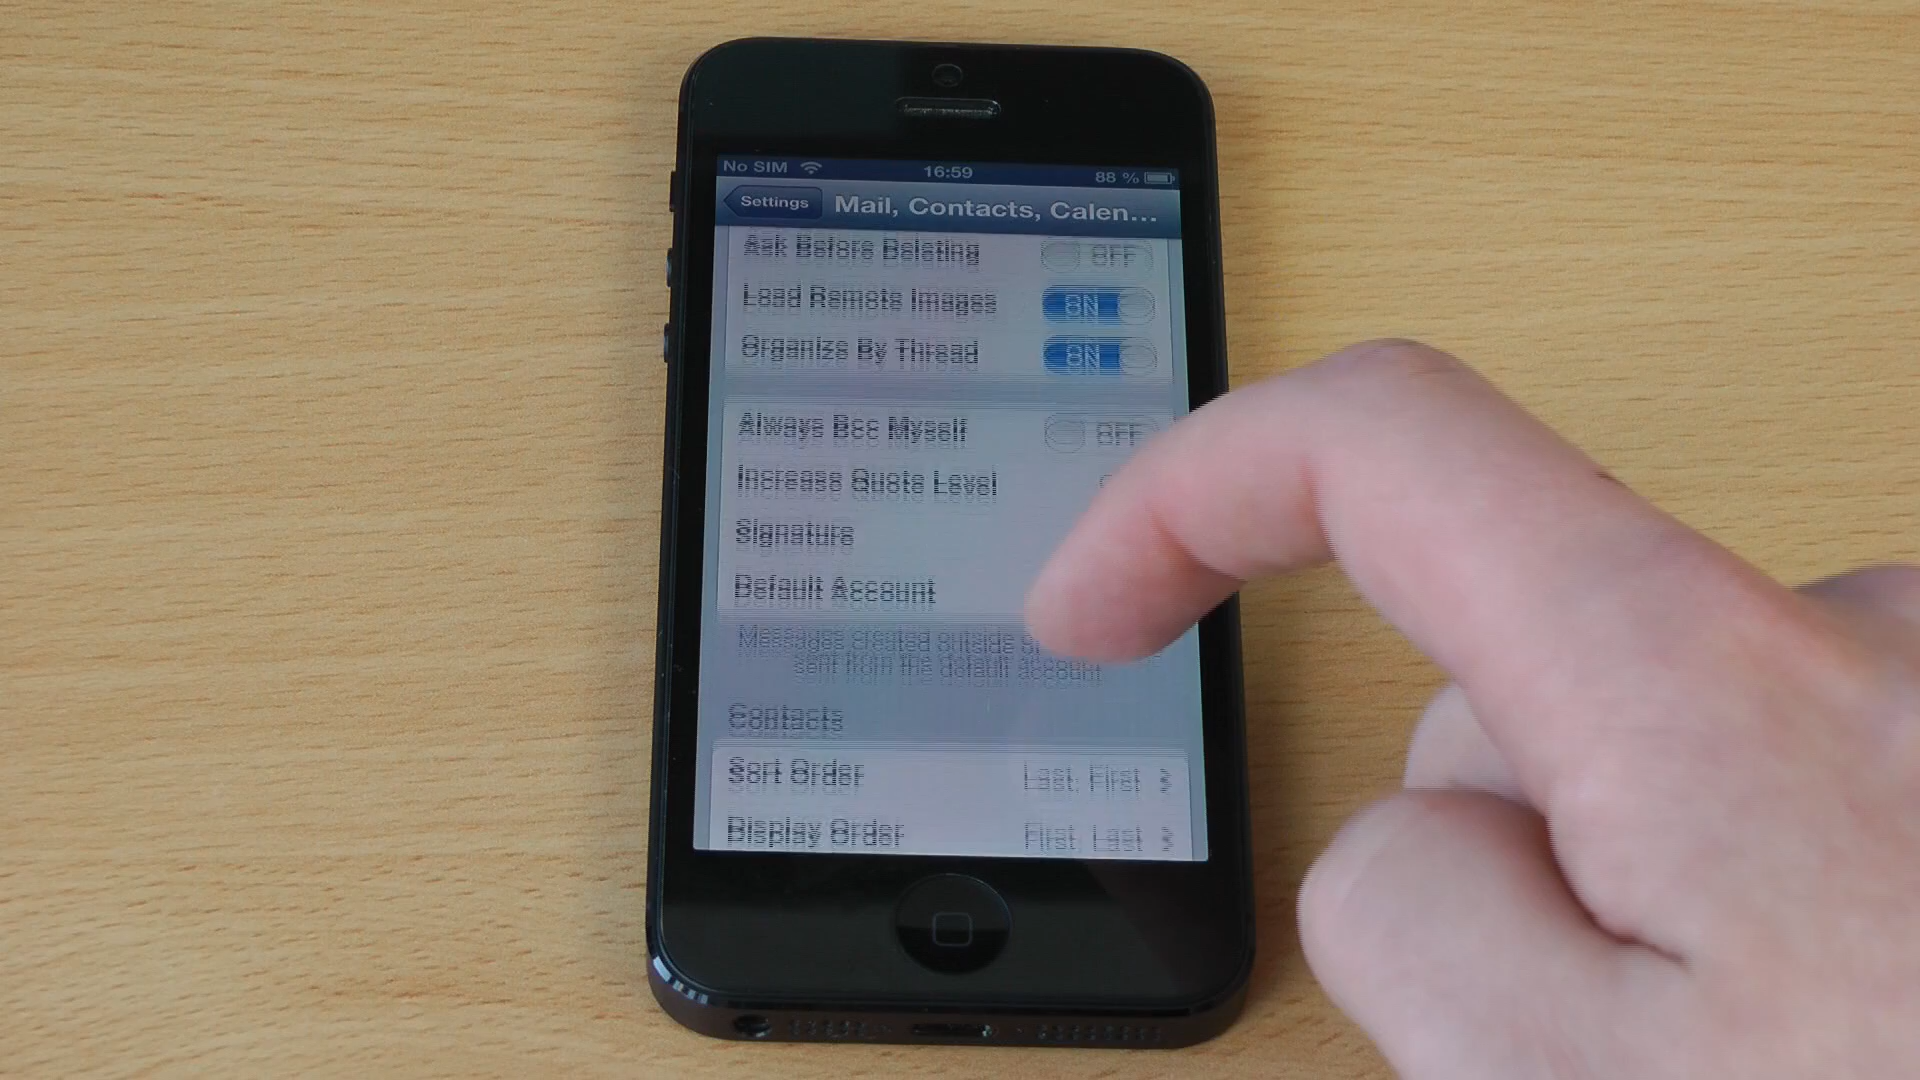 No SIM 16:59 88 %
Settings Mail, Contacts, Calen...
Ask Before Deleting OFF
Load Remote Images ON
Organize By Thread ON
Always Bcc Myself OFF
Increase Quote Level
Signature
Default Account
Messages created outside
sent from the default account
Contacts
Sort Order Last, First
Display Order First, Last